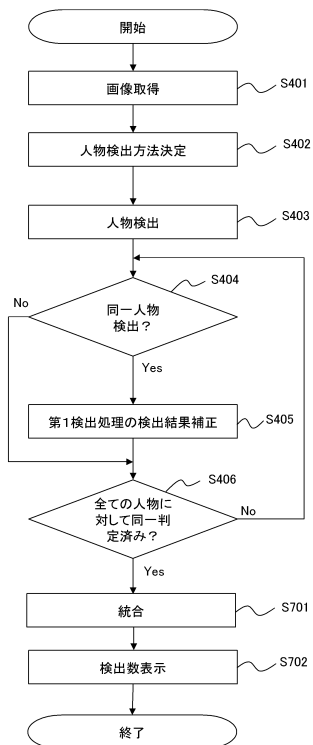 開始
画像取得
S401
人物検出方法決定
S402
人物検出
S403
S404
No
同一人物
検出？
Yes
第１検出処理の検出結果補正
S405
S406
全ての人物に
対して同一判
定済み？
No
Yes
統合
S701
検出数表示
S702
終了